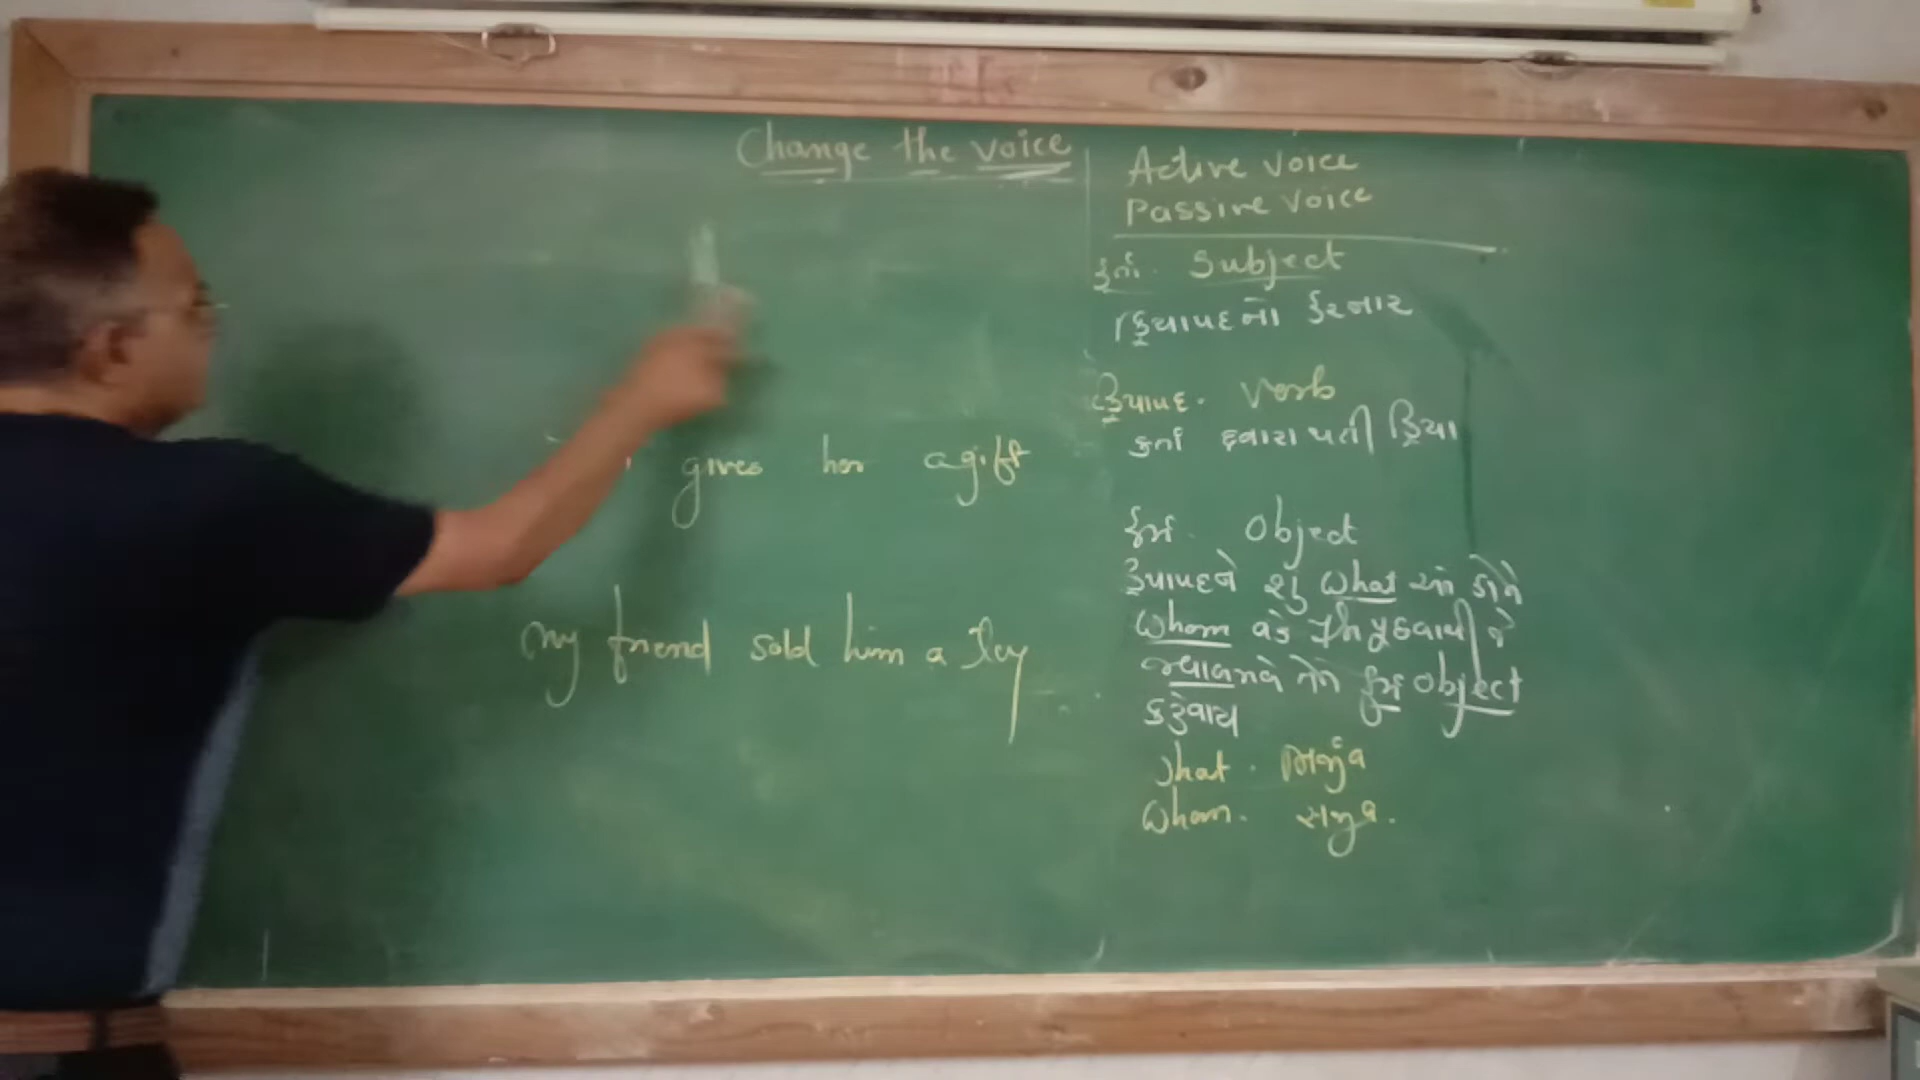 Change the voice
gives her a gift
my friend sold him a toy
Active voice
Passive voice
કર્તા. Subject
ક્રિયાપદનો કરનાર
ક્રિયાપદ. Verb
કર્તા દ્વારા થતી ક્રિયા
કર્મ. Object
ક્રિયાપદને શું What અને કોને
Whom વડે પ્રશ્ન પુછવાથી જે
જવાબ મળે તેને કર્મ object
કહેવાય
what. નિર્જીવ
Whom. સજીવ.